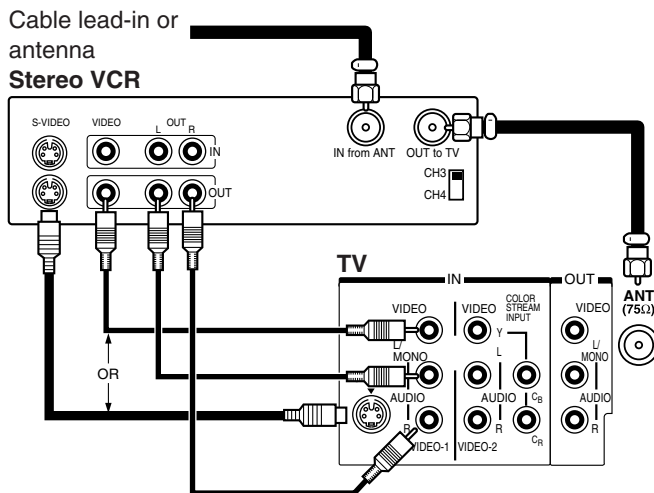 Cable lead-in or
antenna
Stereo VCR
S-VIDEO
VIDEO
OUT
L R
IN
OUT
IN from ANT
OUT to TV
CH3
CH4
TV
IN
OUT
ANT
(75Ω)
VIDEO
L/
MONO
AUDIO
R
VIDEO-1
VIDEO
COLOR
STREAM
INPUT
Y
L
AUDIO
R
CB
CR
VIDEO-2
VIDEO
L/
MONO
AUDIO
R
OR